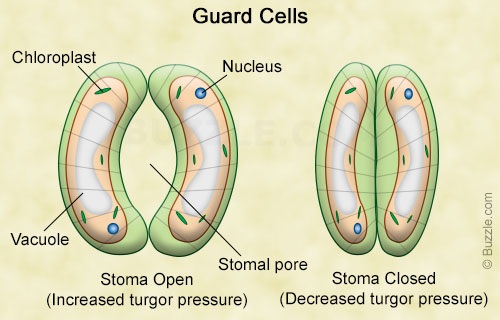 Guard Cells
Chloroplast
Nucleus
Vacuole
Stomal pore
Stoma Open
(Increased turgor pressure)
Stoma Closed
(Decreased turgor pressure)
© Buzzle.com